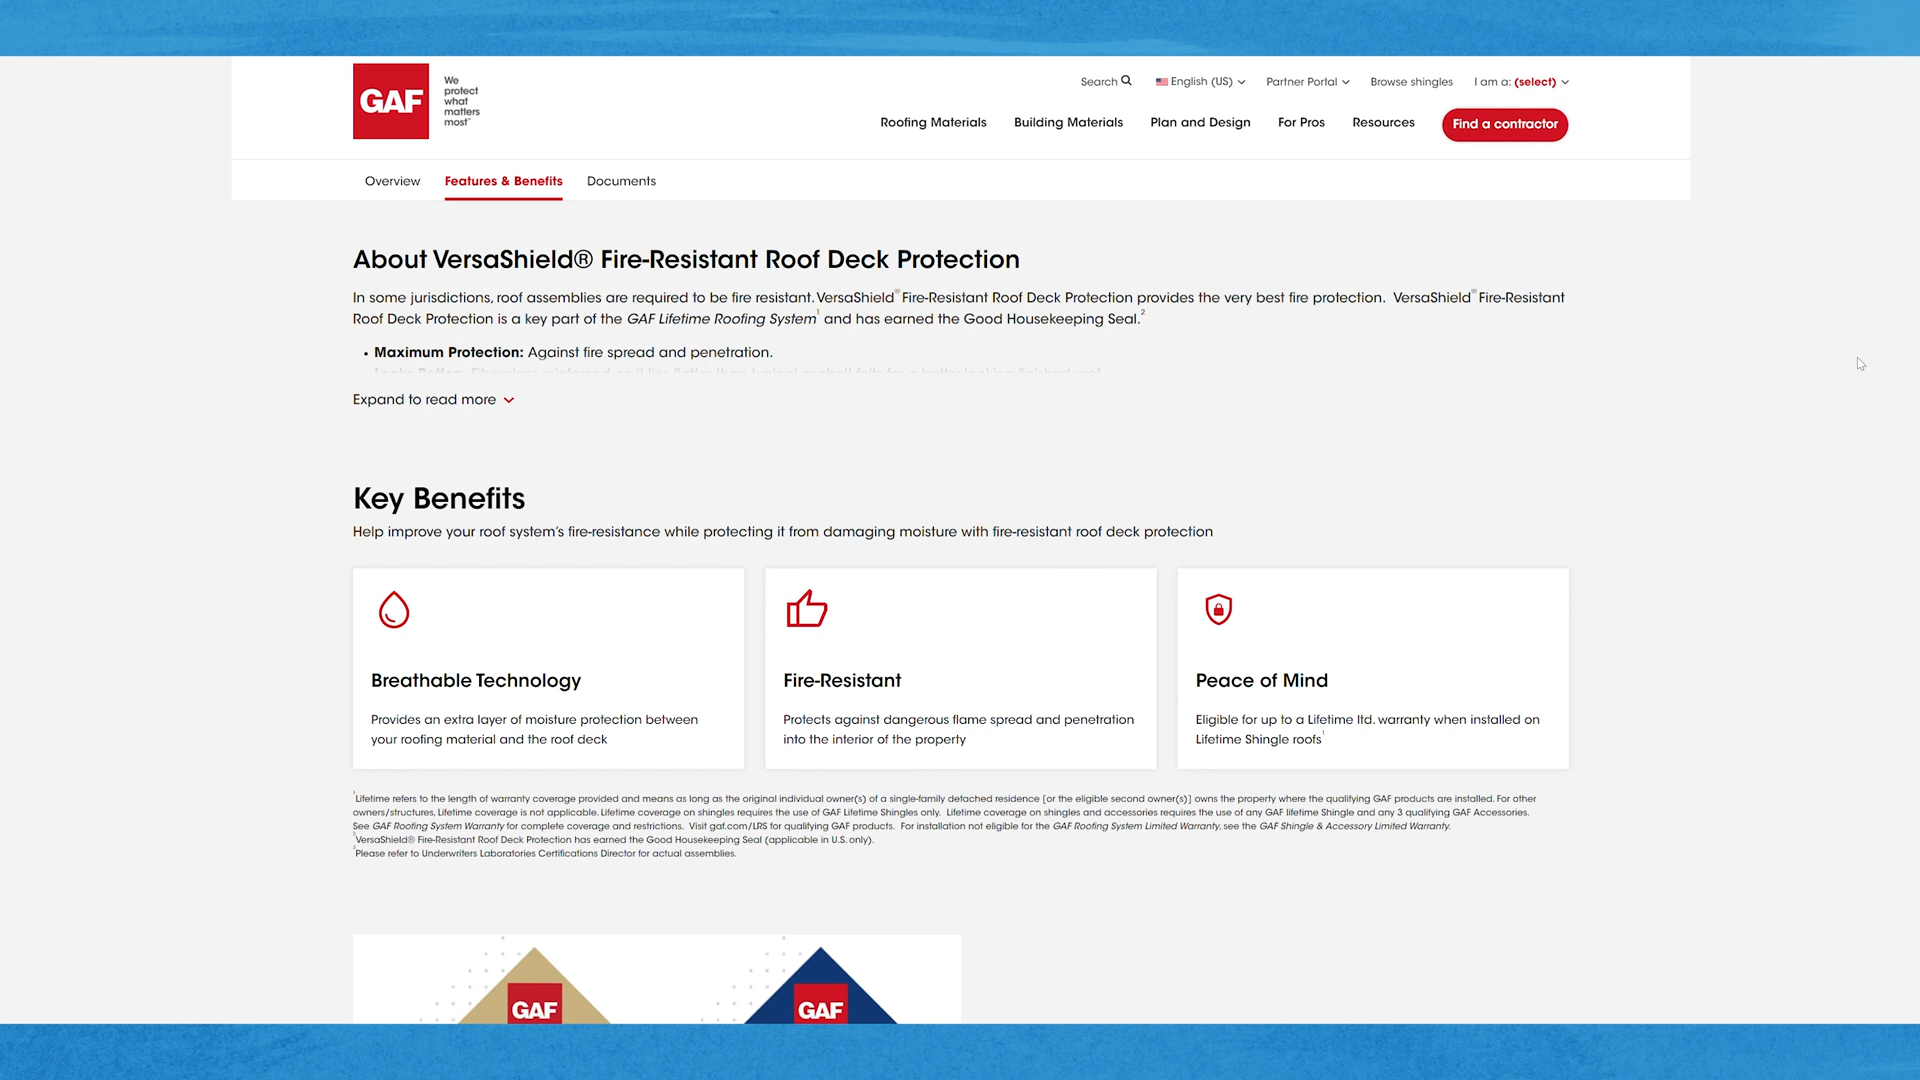 GAF
We
protect
what
matters
most™
Search
English (US)
Partner Portal
Browse shingles
I am a: (select)
Roofing Materials
Building Materials
Plan and Design
For Pros
Resources
Find a contractor
Overview
Features & Benefits
Documents
About VersaShield® Fire-Resistant Roof Deck Protection
In some jurisdictions, roof assemblies are required to be fire resistant. VersaShield® Fire-Resistant Roof Deck Protection provides the very best fire protection. VersaShield® Fire-Resistant
Roof Deck Protection is a key part of the GAF Lifetime Roofing System¹ and has earned the Good Housekeeping Seal.²
• Maximum Protection: Against fire spread and penetration.
Expand to read more
Key Benefits
Help improve your roof system's fire-resistance while protecting it from damaging moisture with fire-resistant roof deck protection
Breathable Technology
Provides an extra layer of moisture protection between
your roofing material and the roof deck
Fire-Resistant
Protects against dangerous flame spread and penetration
into the interior of the property
Peace of Mind
Eligible for up to a Lifetime ltd. warranty when installed on
Lifetime Shingle roofs¹
¹Lifetime refers to the length of warranty coverage provided and means as long as the original individual owner(s) of a single-family detached residence [or the eligible second owner(s)] owns the property where the qualifying GAF products are installed. For other
owners/structures, Lifetime coverage is not applicable. Lifetime coverage on shingles requires the use of GAF Lifetime Shingles only. Lifetime coverage on shingles and accessories requires the use of any GAF lifetime Shingle and any 3 qualifying GAF Accessories.
See GAF Roofing System Warranty for complete coverage and restrictions. Visit gaf.com/LRS for qualifying GAF products. For installation not eligible for the GAF Roofing System Limited Warranty, see the GAF Shingle & Accessory Limited Warranty.
²VersaShield® Fire-Resistant Roof Deck Protection has earned the Good Housekeeping Seal (applicable in U.S. only).
³Please refer to Underwriters Laboratories Certifications Director for actual assemblies.
GAF
GAF